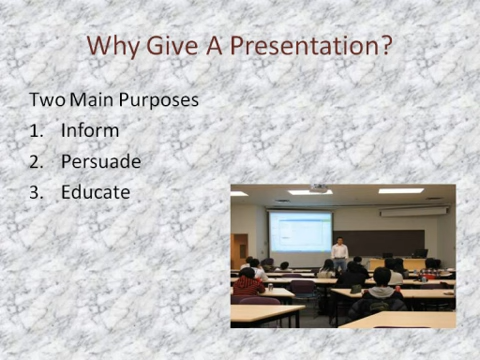 Why Give A Presentation?
Two Main Purposes
1. Inform
2. Persuade
3. Educate